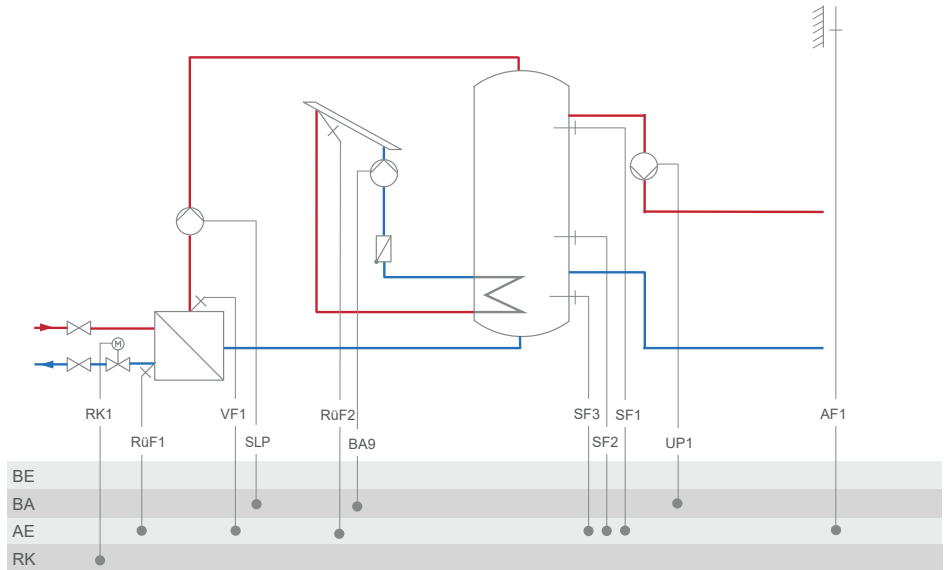 M
RK1
VF1
RüF2
SF3
SF1
AF1
RüF1
SLP
BA9
SF2
UP1
BE
BA
AE
RK